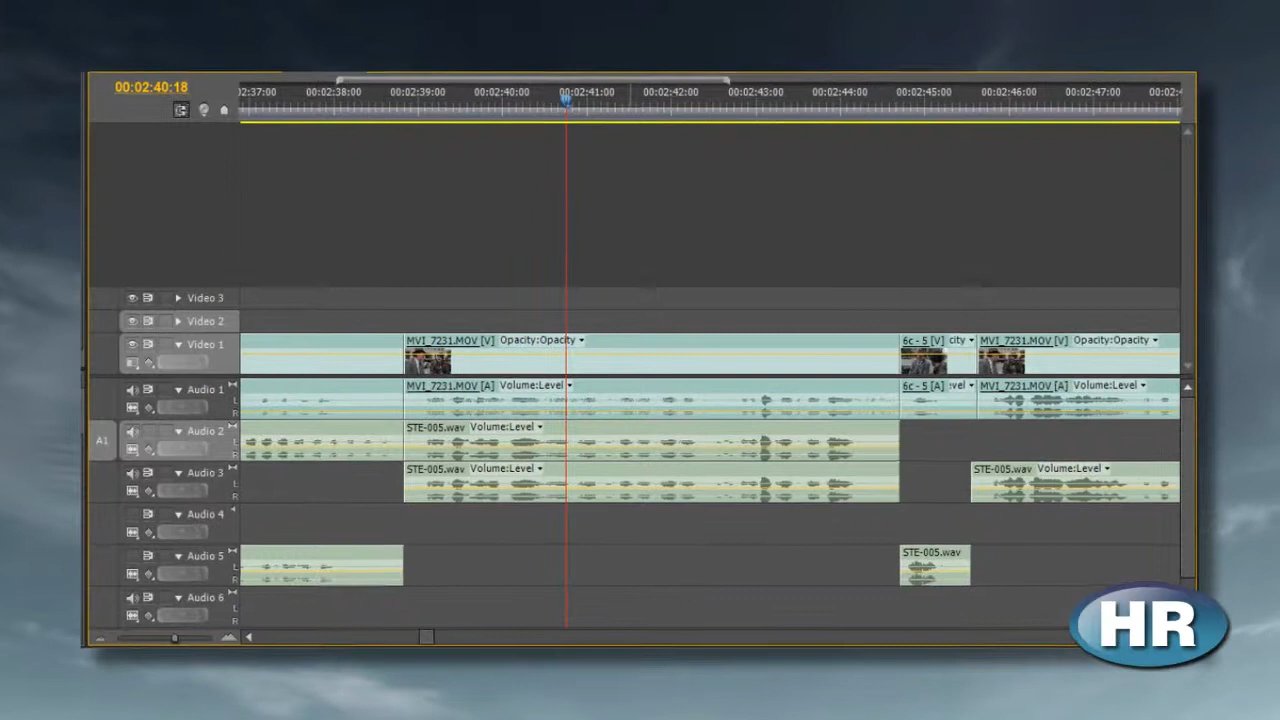 00:02:40:18
02:37:00 00:02:38:00 00:02:39:00 00:02:40:00 00:02:41:00 00:02:42:00 00:02:43:00 00:02:44:00 00:02:45:00 00:02:46:00 00:02:47:00 00:02:4
Video 3
Video 2
Video 1 MVI_7231.MOV [V] Opacity:Opacity 6c - 5 [V] city MVI_7231.MOV [V] Opacity:Opacity
Audio 1 MVI_7231.MOV [A] Volume:Level 6c - 5 [A] vel MVI_7231.MOV [A] Volume:Level
L
R
A1 Audio 2 STE-005.wav Volume:Level
L
R
Audio 3 STE-005.wav Volume:Level STE-005.wav Volume:Level
L
R
Audio 4
Audio 5 STE-005.wav
L
R
Audio 6
L
R
HR